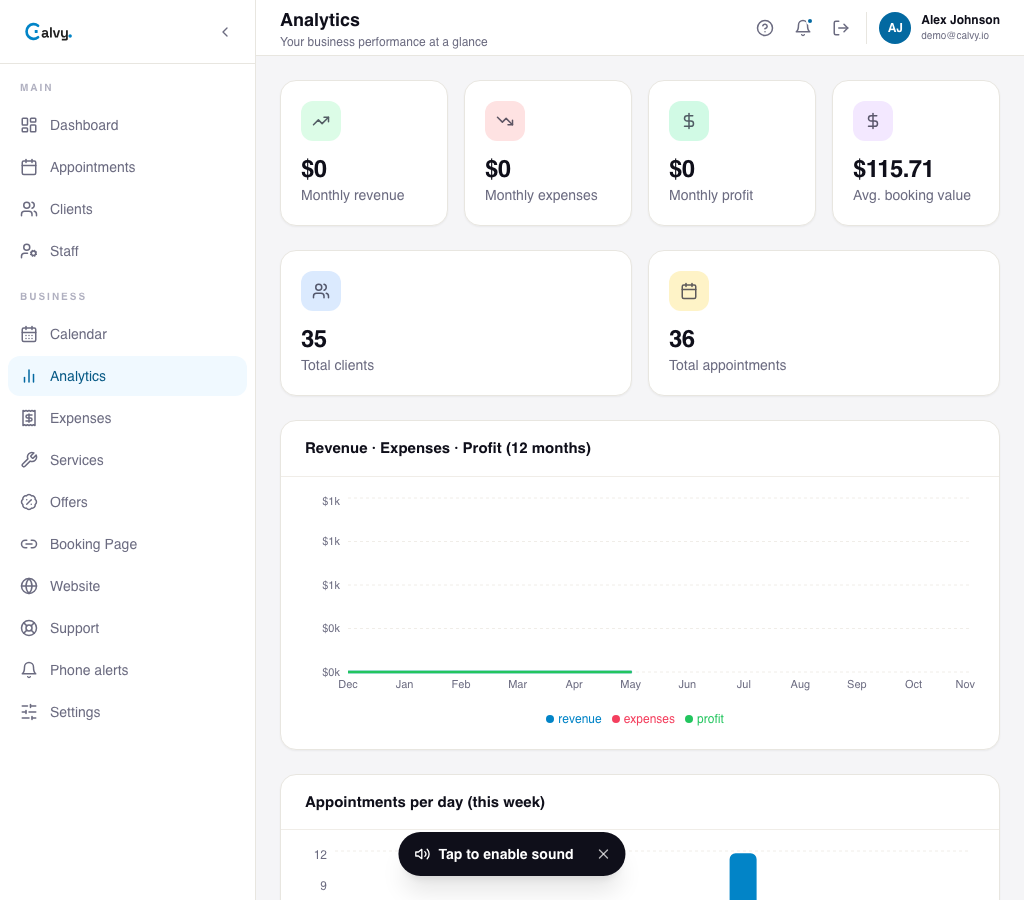 Calvy.
MAIN
Dashboard
Appointments
Clients
Staff
BUSINESS
Calendar
Analytics
Expenses
Services
Offers
Booking Page
Website
Support
Phone alerts
Settings
Analytics
Your business performance at a glance
AJ
Alex Johnson
demo@calvy.io
$0
Monthly revenue
$0
Monthly expenses
$0
Monthly profit
$115.71
Avg. booking value
35
Total clients
36
Total appointments
Revenue · Expenses · Profit (12 months)
$1k
$1k
$1k
$0k
$0k
Dec Jan Feb Mar Apr May Jun Jul Aug Sep Oct Nov
revenue expenses profit
Appointments per day (this week)
12
9
Tap to enable sound